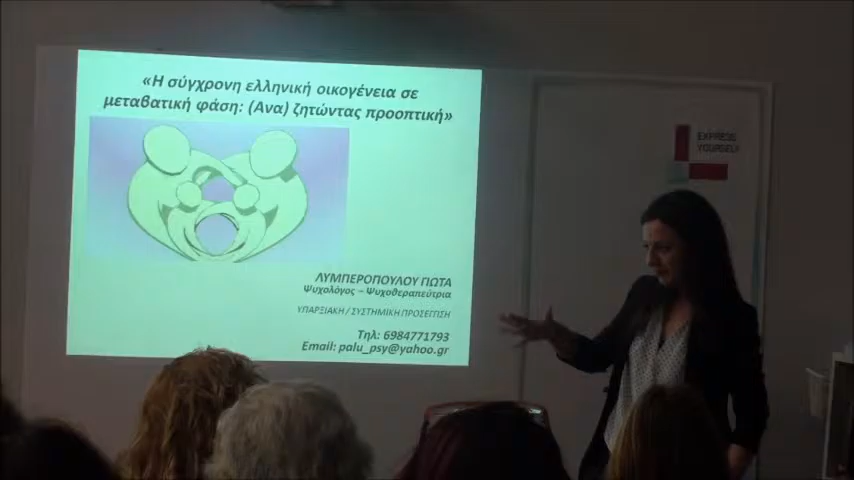 «Η σύγχρονη ελληνική οικογένεια σε
μεταβατική φάση: (Ανα) ζητώντας προοπτική»
ΛΥΜΠΕΡΟΠΟΥΛΟΥ ΓΙΩΤΑ
Ψυχολόγος – Ψυχοθεραπεύτρια
ΥΠΑΡΞΙΑΚΗ / ΣΥΣΤΗΜΙΚΗ ΠΡΟΣΕΓΓΙΣΗ
Τηλ: 6984771793
Email: palu_psy@yahoo.gr
EXPRESS
YOURSELF